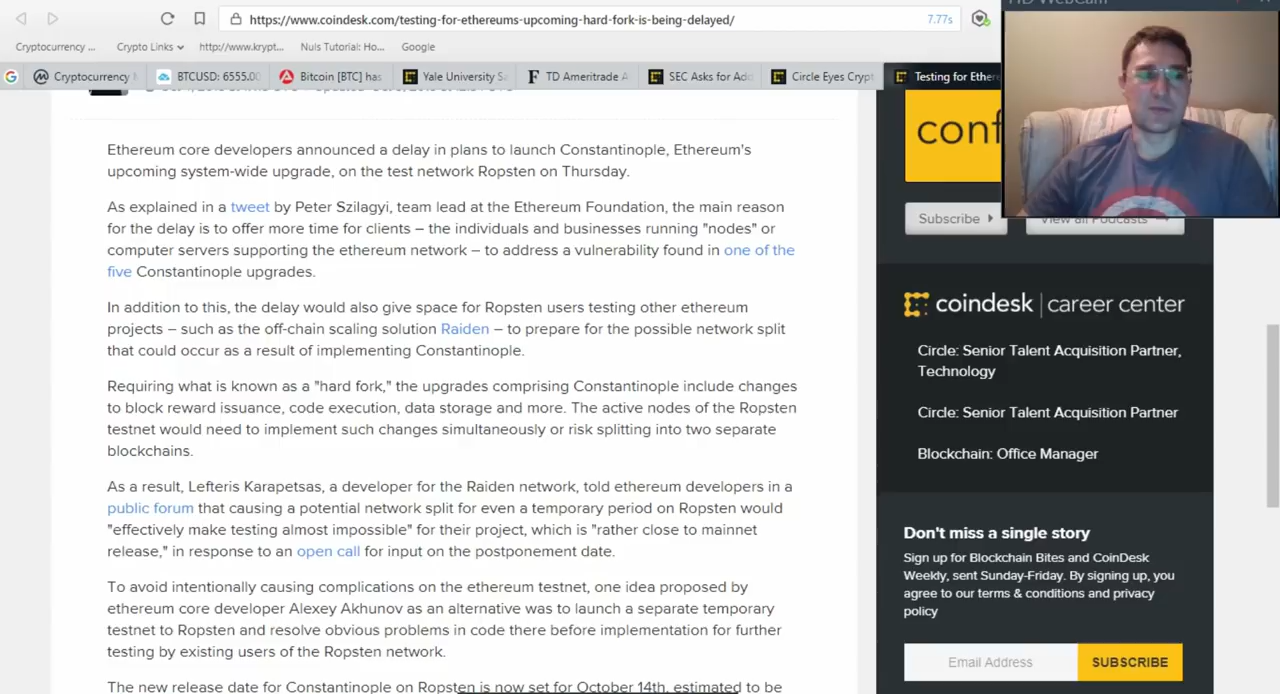 https://www.coindesk.com/testing-for-ethereums-upcoming-hard-fork-is-being-delayed/
7.77s
HD WebCam
Cryptocurrency ...
Crypto Links
http://www.krypt...
Nuls Tutorial: Ho...
Google
Cryptocurrency
BTCUSD: 6555.00
Bitcoin [BTC] has
Yale University Sa
TD Ameritrade A
SEC Asks for Add
Circle Eyes Crypt
Testing for Ether
Ethereum core developers announced a delay in plans to launch Constantinople, Ethereum's
upcoming system-wide upgrade, on the test network Ropsten on Thursday.
As explained in a tweet by Peter Szilagyi, team lead at the Ethereum Foundation, the main reason
for the delay is to offer more time for clients – the individuals and businesses running "nodes" or
computer servers supporting the ethereum network – to address a vulnerability found in one of the
five Constantinople upgrades.
In addition to this, the delay would also give space for Ropsten users testing other ethereum
projects – such as the off-chain scaling solution Raiden – to prepare for the possible network split
that could occur as a result of implementing Constantinople.
Requiring what is known as a "hard fork," the upgrades comprising Constantinople include changes
to block reward issuance, code execution, data storage and more. The active nodes of the Ropsten
testnet would need to implement such changes simultaneously or risk splitting into two separate
blockchains.
As a result, Lefteris Karapetsas, a developer for the Raiden network, told ethereum developers in a
public forum that causing a potential network split for even a temporary period on Ropsten would
"effectively make testing almost impossible" for their project, which is "rather close to mainnet
release," in response to an open call for input on the postponement date.
To avoid intentionally causing complications on the ethereum testnet, one idea proposed by
ethereum core developer Alexey Akhunov as an alternative was to launch a separate temporary
testnet to Ropsten and resolve obvious problems in code there before implementation for further
testing by existing users of the Ropsten network.
The new release date for Constantinople on Ropsten is now set for October 14th, estimated to be
conf
Subscribe
View all Podcasts
coindesk | career center
Circle: Senior Talent Acquisition Partner,
Technology
Circle: Senior Talent Acquisition Partner
Blockchain: Office Manager
Don't miss a single story
Sign up for Blockchain Bites and CoinDesk
Weekly, sent Sunday-Friday. By signing up, you
agree to our terms & conditions and privacy
policy
Email Address
SUBSCRIBE